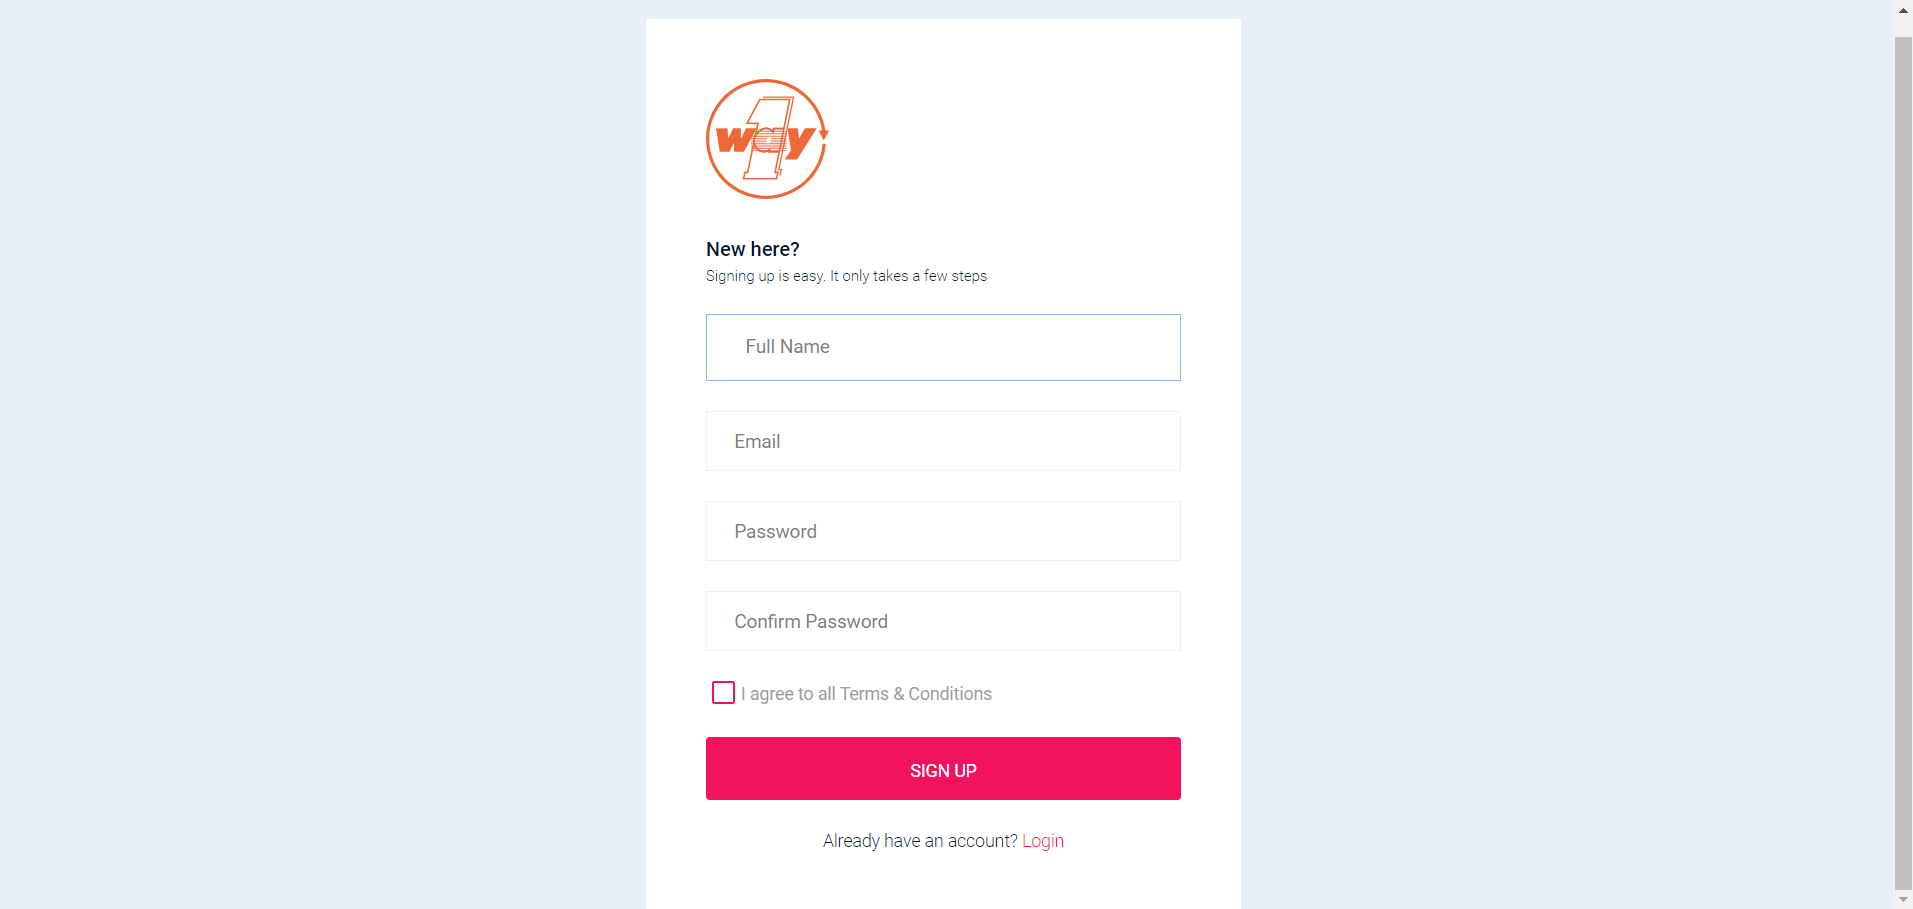 1
way
New here?
Signing up is easy. It only takes a few steps
Full Name
Email
Password
Confirm Password
I agree to all Terms & Conditions
SIGN UP
Already have an account? Login